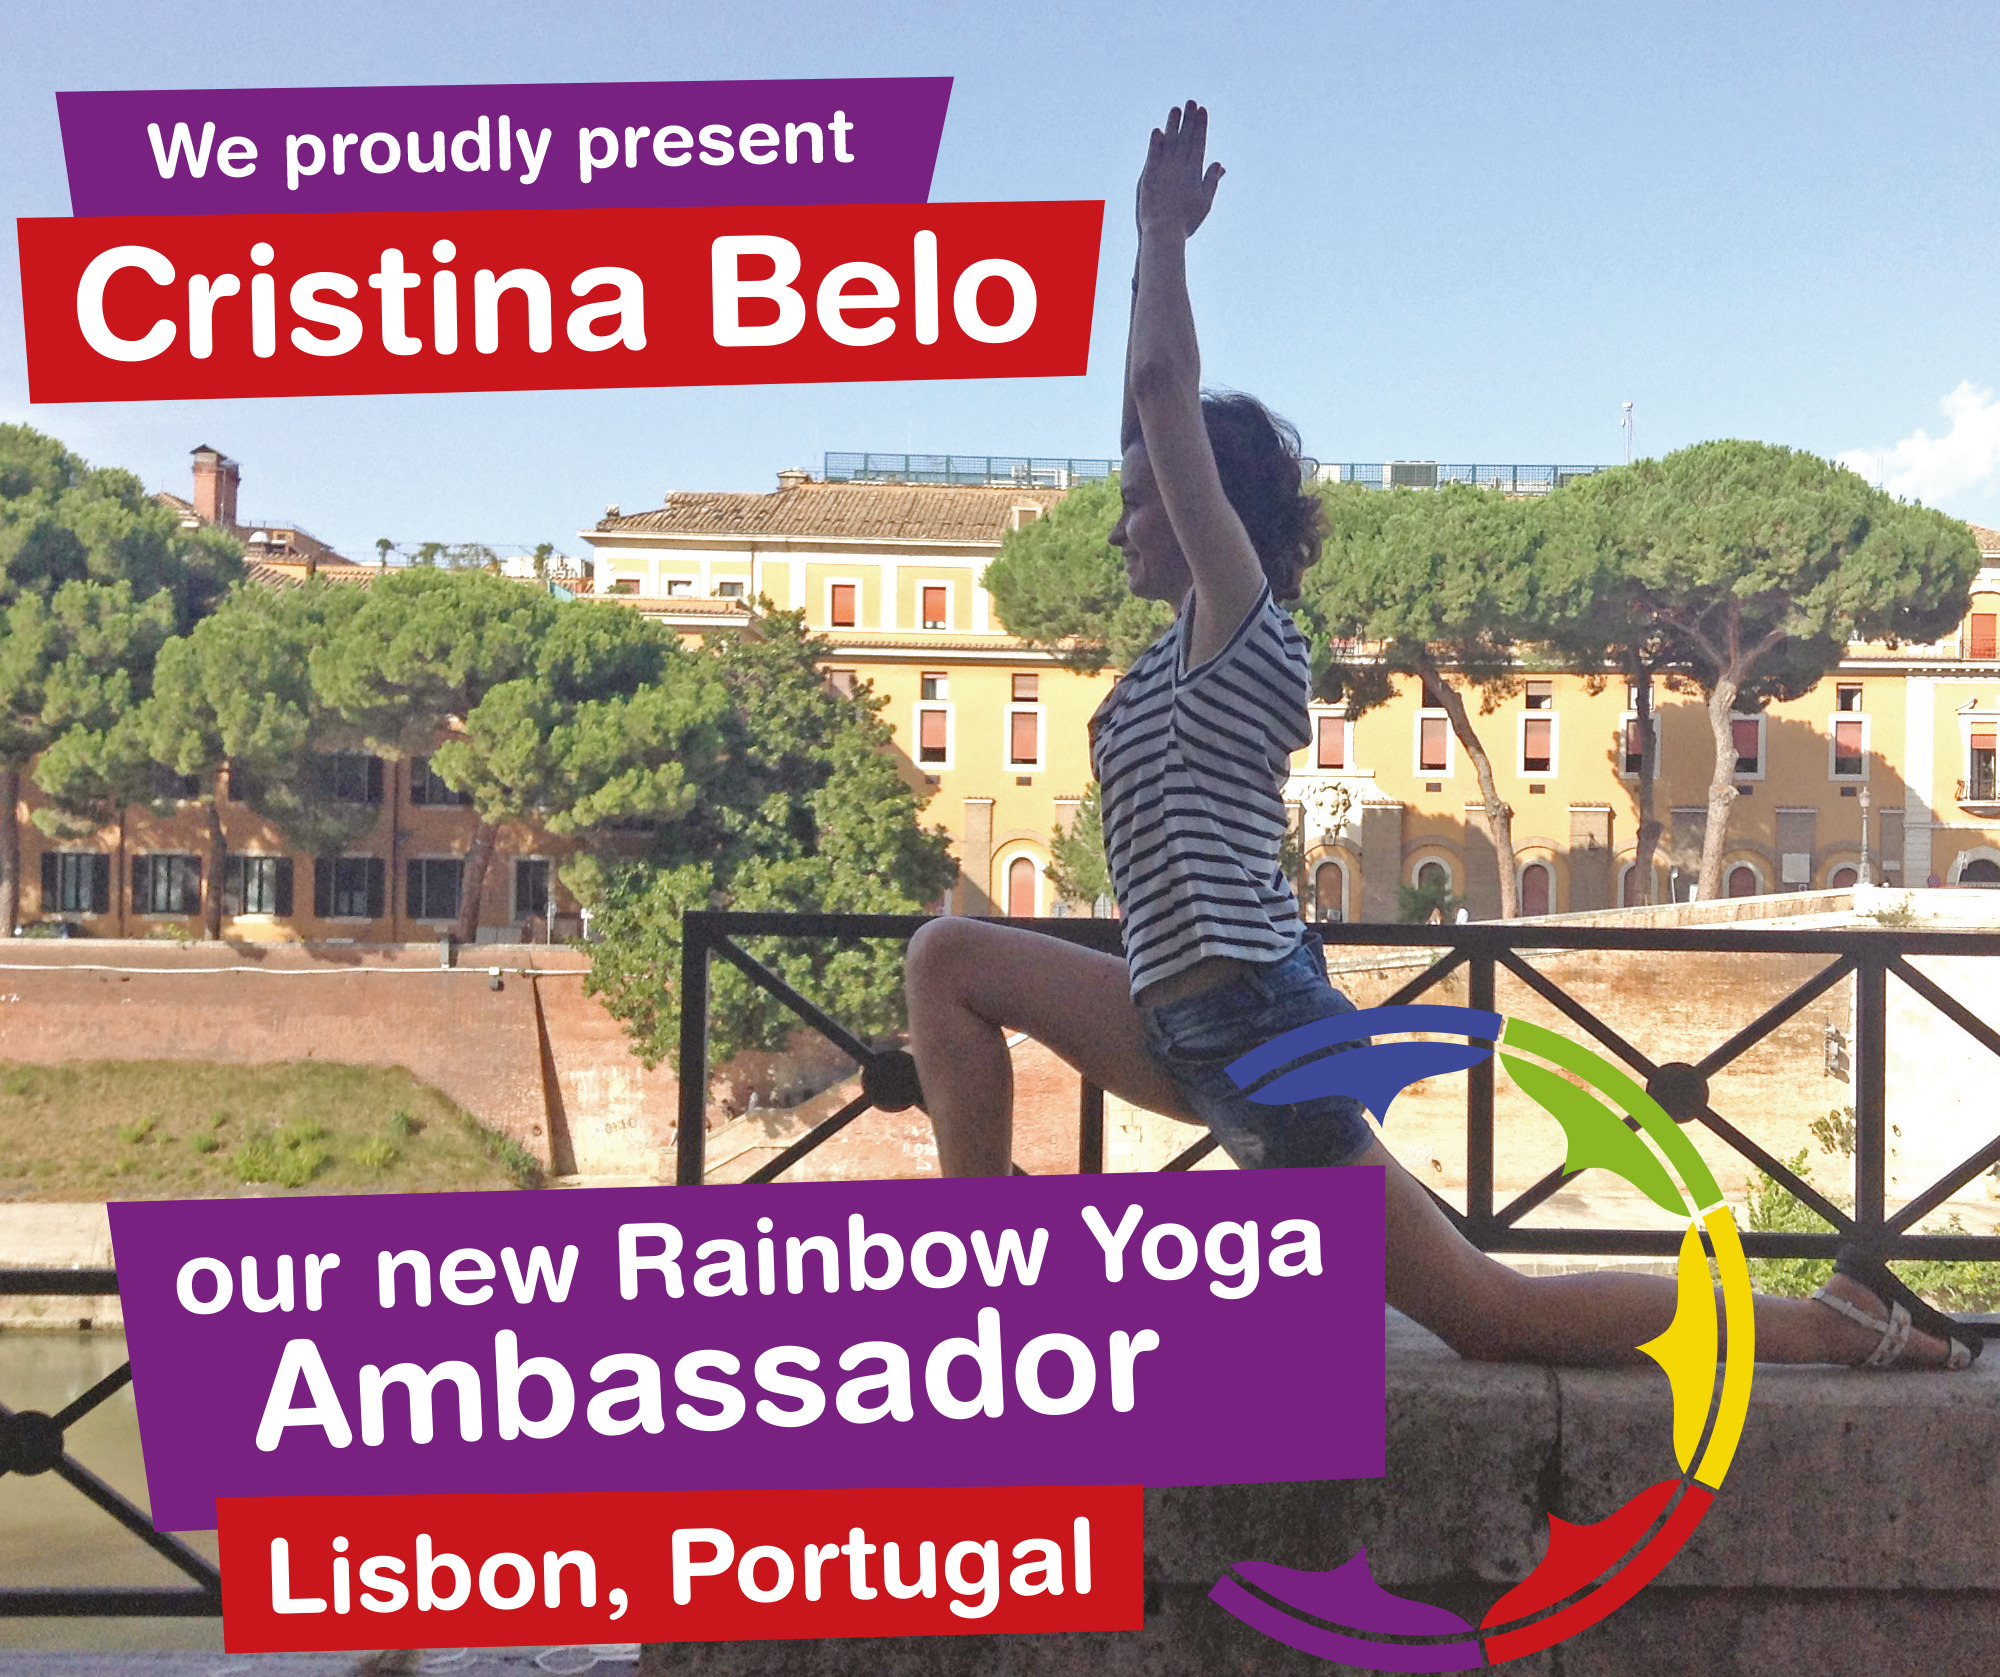 We proudly present
Cristina Belo
our new Rainbow Yoga
Ambassador
Lisbon, Portugal